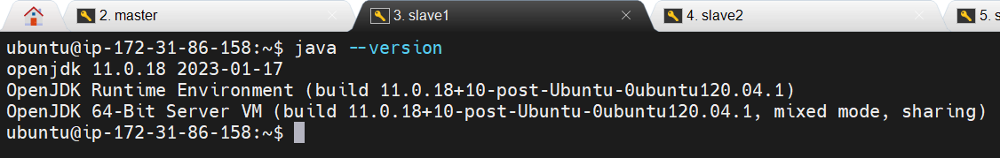 2. master
3. slave1
4. slave2
5. s
ubuntu@ip-172-31-86-158:~$ java --version
openjdk 11.0.18 2023-01-17
OpenJDK Runtime Environment (build 11.0.18+10-post-Ubuntu-0ubuntu120.04.1)
OpenJDK 64-Bit Server VM (build 11.0.18+10-post-Ubuntu-0ubuntu120.04.1, mixed mode, sharing)
ubuntu@ip-172-31-86-158:~$